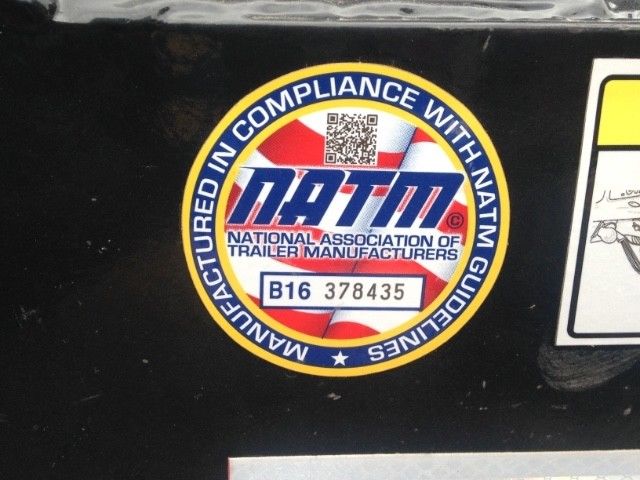 MANUFACTURED IN COMPLIANCE WITH NATM GUIDELINES
NATM ©
NATIONAL ASSOCIATION OF
TRAILER MANUFACTURERS
B16 378435